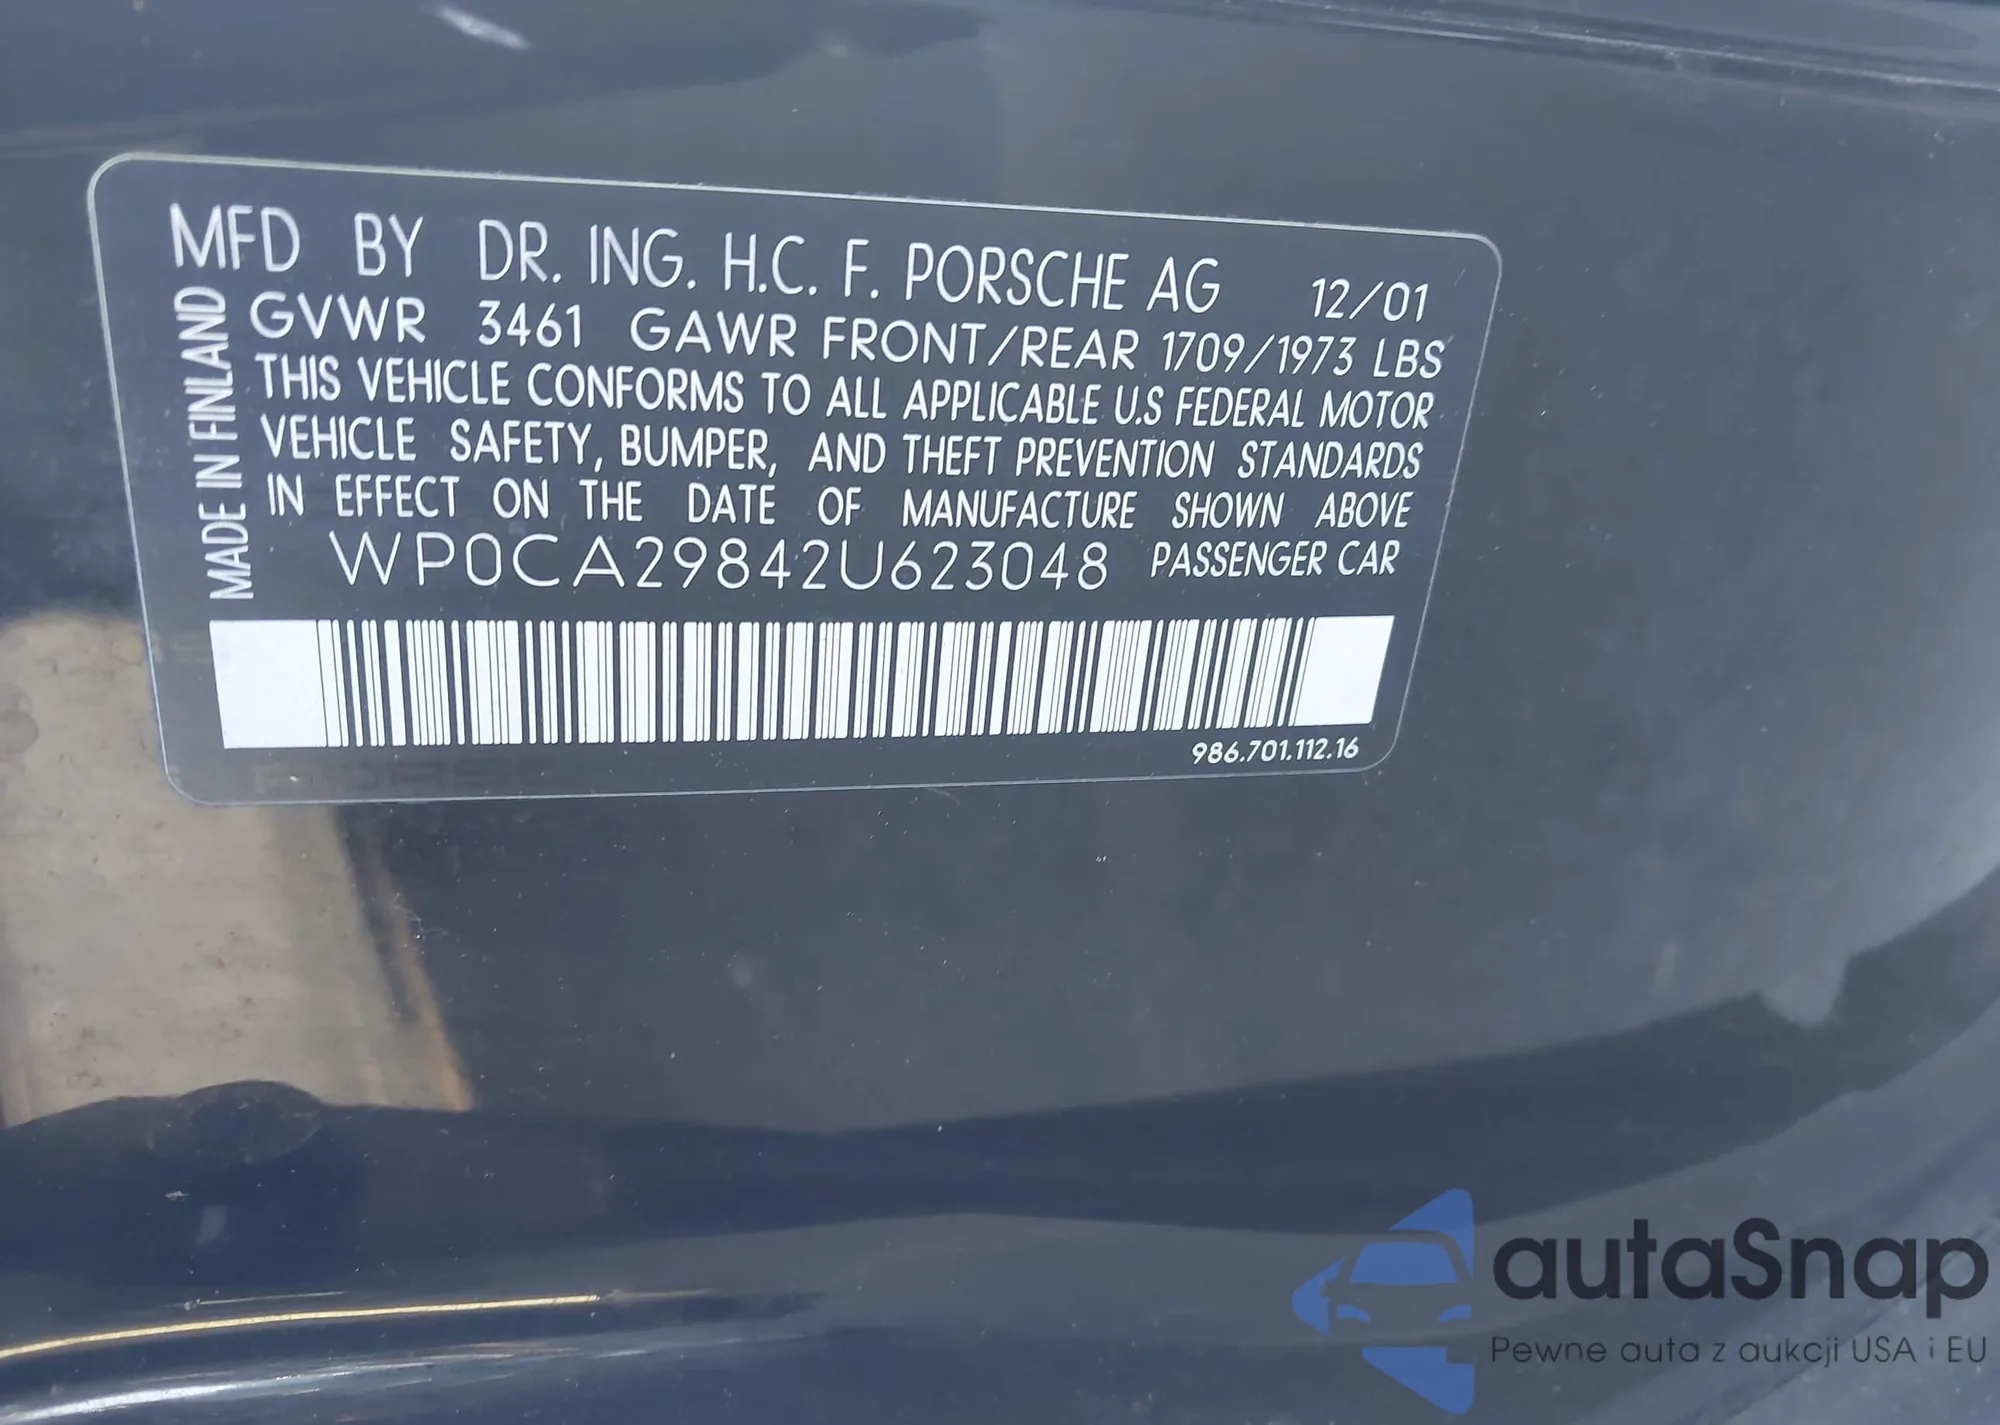 MFD BY DR. ING. H.C. F. PORSCHE AG 12/01
MADE IN FINLAND
GVWR 3461 GAWR FRONT/REAR 1709/1973 LBS
THIS VEHICLE CONFORMS TO ALL APPLICABLE U.S FEDERAL MOTOR
VEHICLE SAFETY, BUMPER, AND THEFT PREVENTION STANDARDS
IN EFFECT ON THE DATE OF MANUFACTURE SHOWN ABOVE
WP0CA29842U623048 PASSENGER CAR
986.701.112.16
autaSnap
Pewne auta z aukcji USA i EU